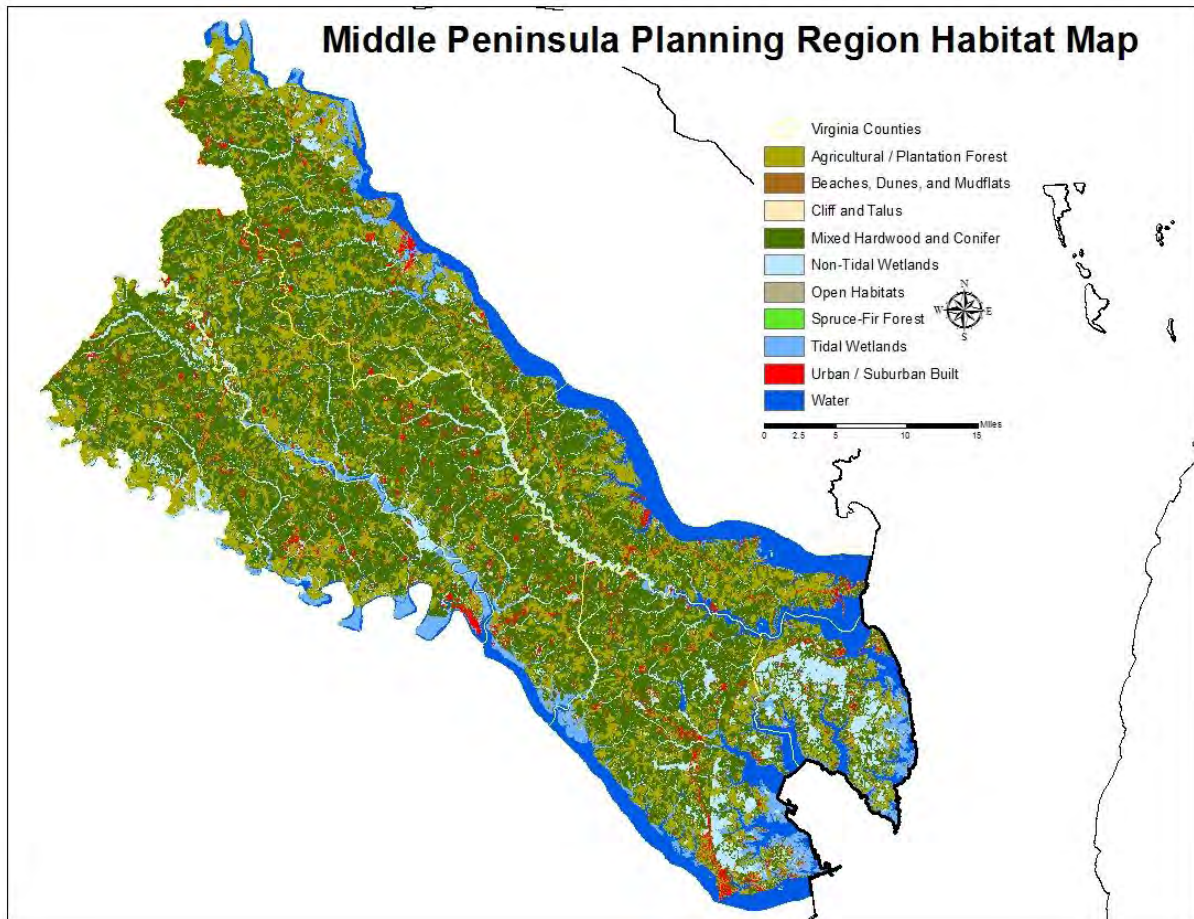 Middle Peninsula Planning Region Habitat Map
Virginia Counties
Agricultural / Plantation Forest
Beaches, Dunes, and Mudflats
Cliff and Talus
Mixed Hardwood and Conifer
Non-Tidal Wetlands
Open Habitats
Spruce-Fir Forest
Tidal Wetlands
Urban / Suburban Built
Water
N
W E
S
Miles
0 2.5 5 10 15